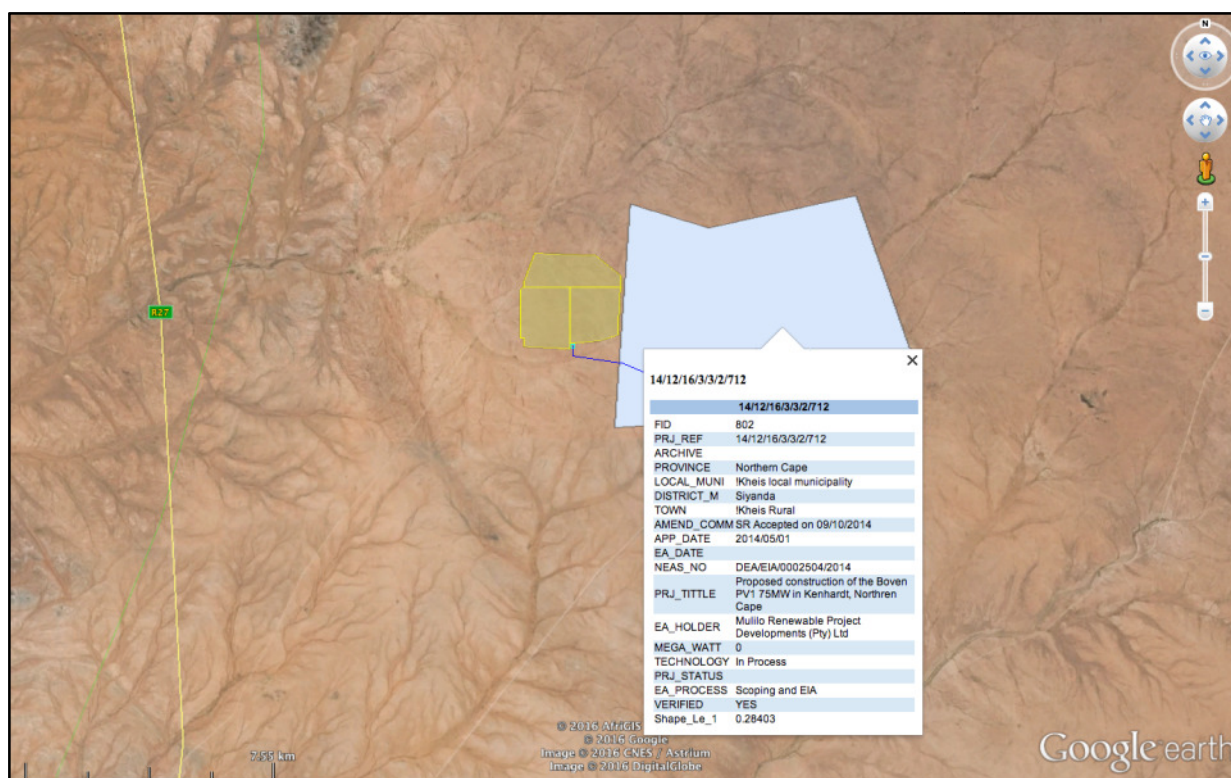 N
R27
14/12/16/3/3/2/712
14/12/16/3/3/2/712
FID 802
PRJ_REF 14/12/16/3/3/2/712
ARCHIVE
PROVINCE Northern Cape
LOCAL_MUNI !Kheis local municipality
DISTRICT_M Siyanda
TOWN !Kheis Rural
AMEND_COMM SR Accepted on 09/10/2014
APP_DATE 2014/05/01
EA_DATE
NEAS_NO DEA/EIA/0002504/2014
Proposed construction of the Boven
PRJ_TITTLE PV1 75MW in Kenhardt, Northren
Cape
EA_HOLDER Mulilo Renewable Project
Developments (Pty) Ltd
MEGA_WATT 0
TECHNOLOGY In Process
PRJ_STATUS
EA_PROCESS Scoping and EIA
VERIFIED YES
Shape_Le_1 0.28403
© 2016 AfriGIS
© 2016 Google
Image © 2016 CNES / Astrium
Image © 2016 DigitalGlobe
7.55 km
Google earth